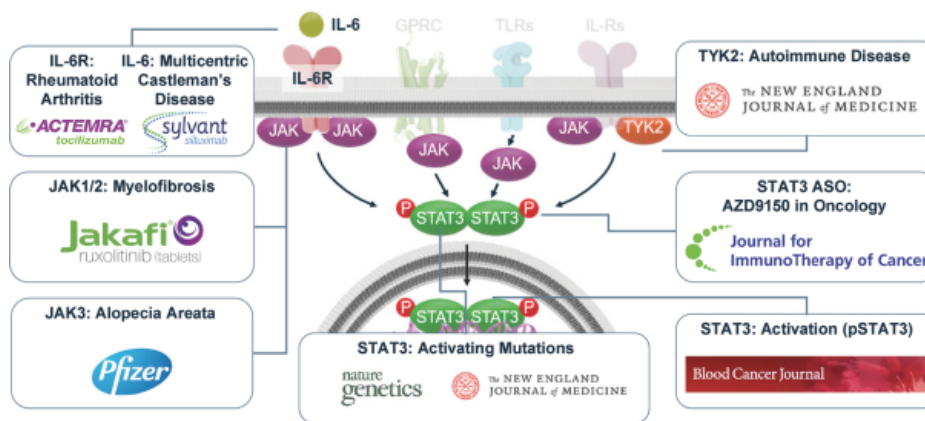 IL-6
GPRC
TLRs
IL-Rs
IL-6R
IL-6R:
Rheumatoid
Arthritis
ACTEMRA®
tocilizumab
IL-6: Multicentric
Castleman's
Disease
sylvant
siltuximab
TYK2: Autoimmune Disease
The NEW ENGLAND
JOURNAL of MEDICINE
JAK
JAK
JAK
JAK
JAK
TYK2
JAK1/2: Myelofibrosis
Jakafi
ruxolitinib (tablets)
P
STAT3
STAT3
P
STAT3 ASO:
AZD9150 in Oncology
Journal for
ImmunoTherapy of Cancer
JAK3: Alopecia Areata
Pfizer
P
STAT3
STAT3
P
STAT3: Activating Mutations
nature
genetics
The NEW ENGLAND
JOURNAL of MEDICINE
STAT3: Activation (pSTAT3)
Blood Cancer Journal